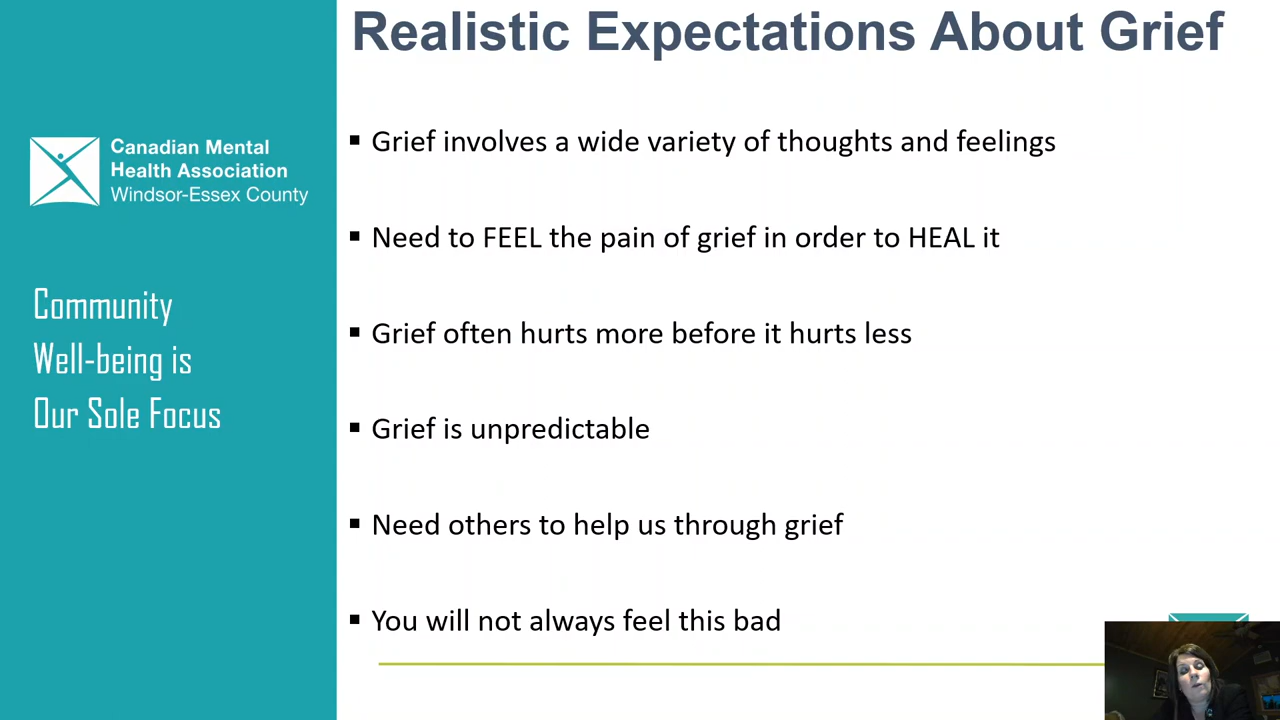 Realistic Expectations About Grief
Canadian Mental
Health Association
Windsor-Essex County
Community
Well-being is
Our Sole Focus
Grief involves a wide variety of thoughts and feelings
Need to FEEL the pain of grief in order to HEAL it
Grief often hurts more before it hurts less
Grief is unpredictable
Need others to help us through grief
You will not always feel this bad